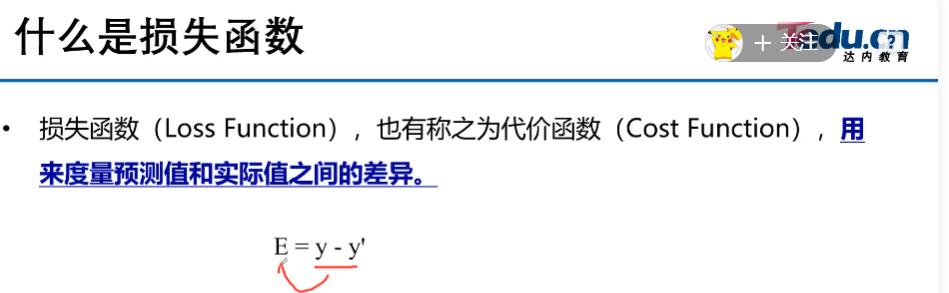 什么是损失函数
+ 关注
Tedu.cn
达内教育
• 损失函数（Loss Function），也有称之为代价函数（Cost Function），用
来度量预测值和实际值之间的差异。
E = y - y'